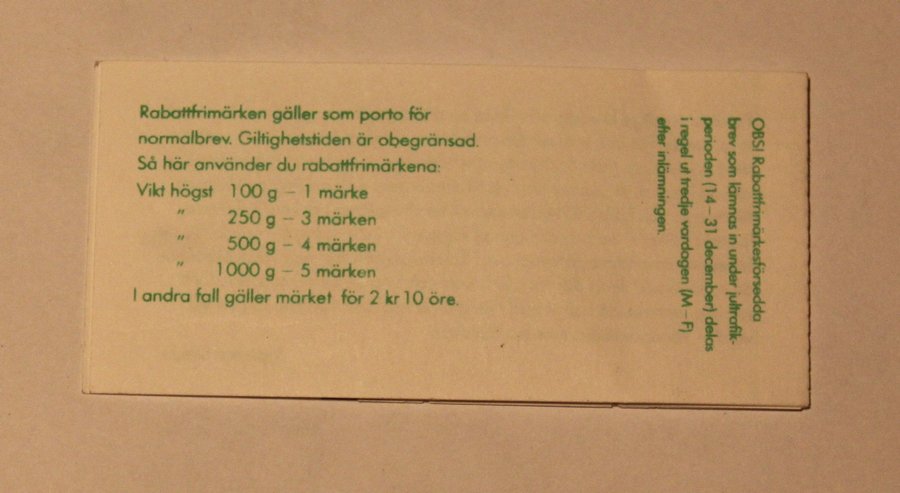 Rabattfrimärken gäller som porto för
normalbrev. Giltighetstiden är obegränsad.
Så här använder du rabattfrimärkena:
Vikt högst 100 g – 1 märke
" 250 g – 3 märken
" 500 g – 4 märken
" 1000 g – 5 märken
I andra fall gäller märket för 2 kr 10 öre.
OBS! Rabattfrimärkesförsedda
brev som lämnas in under jultrafik-
perioden (14–31 december) delas
i regel ut tredje vardagen (M–F)
efter inlämningen.